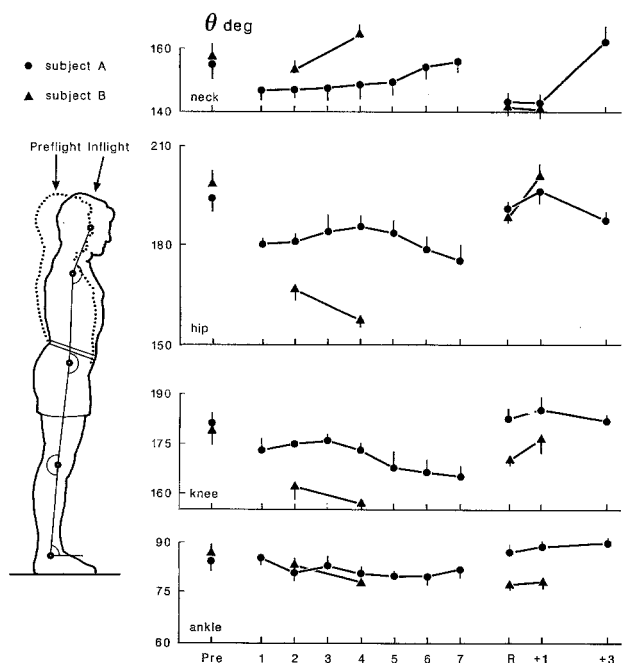 θ deg
subject A
subject B
Preflight Inflight
160
140
neck
210
180
150
hip
190
175
160
knee
90
75
60
ankle
Pre 1 2 3 4 5 6 7 R +1 +3